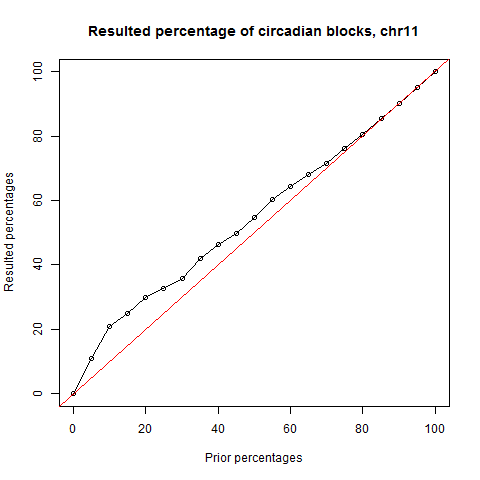 Resulted percentage of circadian blocks, chr11
Resulted percentages
100
80
60
40
20
0
0 20 40 60 80 100
Prior percentages